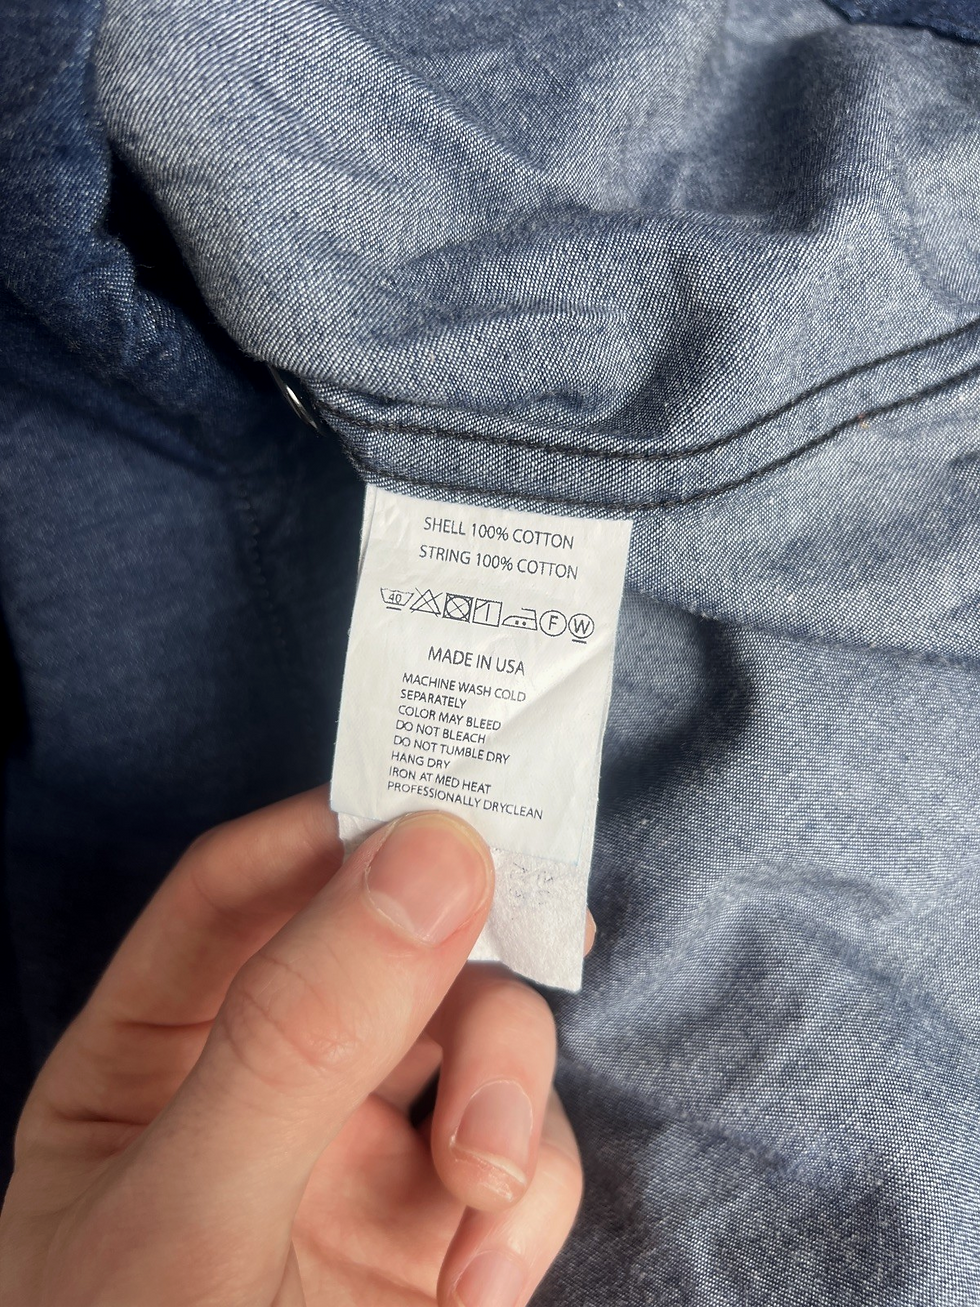 SHELL 100% COTTON
STRING 100% COTTON
40 F W
MADE IN USA
MACHINE WASH COLD
SEPARATELY
COLOR MAY BLEED
DO NOT BLEACH
DO NOT TUMBLE DRY
HANG DRY
IRON AT MED HEAT
PROFESSIONALLY DRYCLEAN